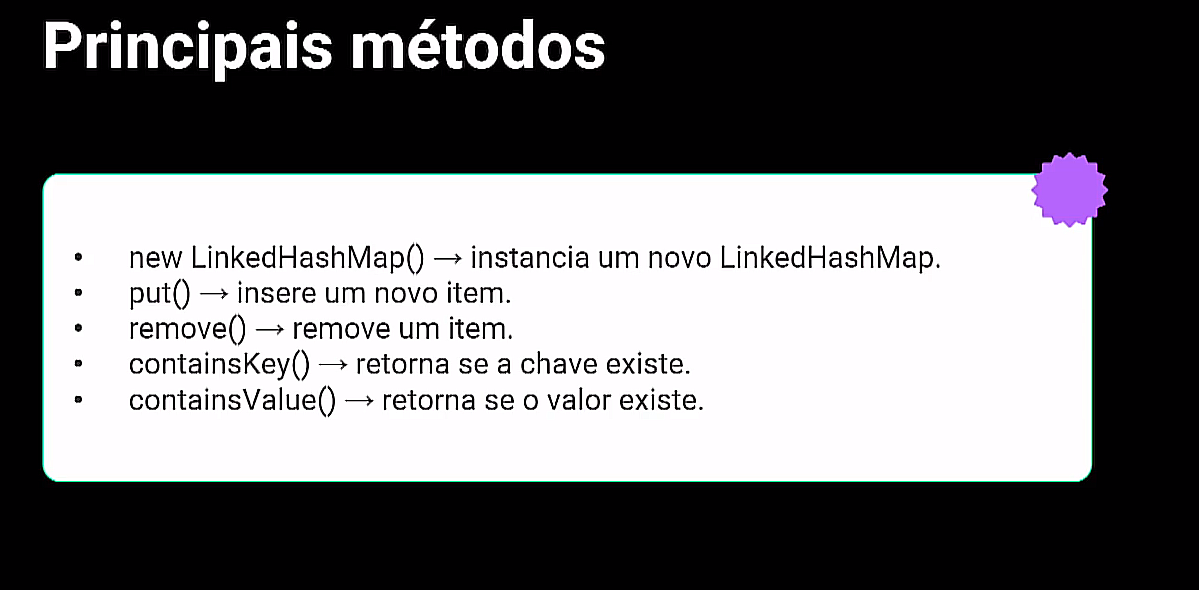 Principais métodos
• new LinkedHashMap() → instancia um novo LinkedHashMap.
• put() → insere um novo item.
• remove() → remove um item.
• containsKey() → retorna se a chave existe.
• containsValue() → retorna se o valor existe.